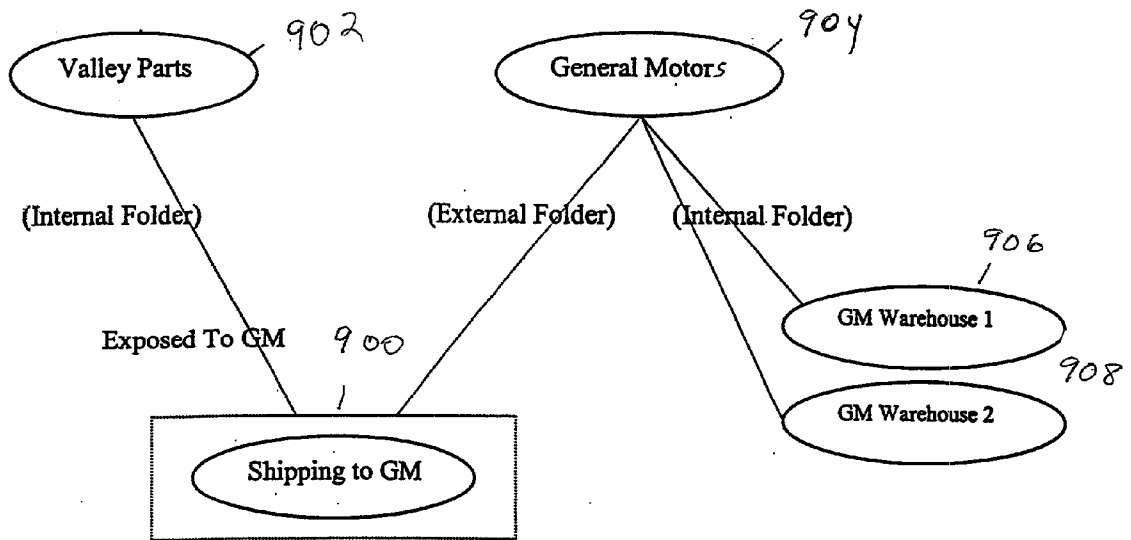 902
904
Valley Parts
General Motors
(Internal Folder)
(External Folder)
(Internal Folder)
906
GM Warehouse 1
Exposed To GM
900
908
GM Warehouse 2
Shipping to GM